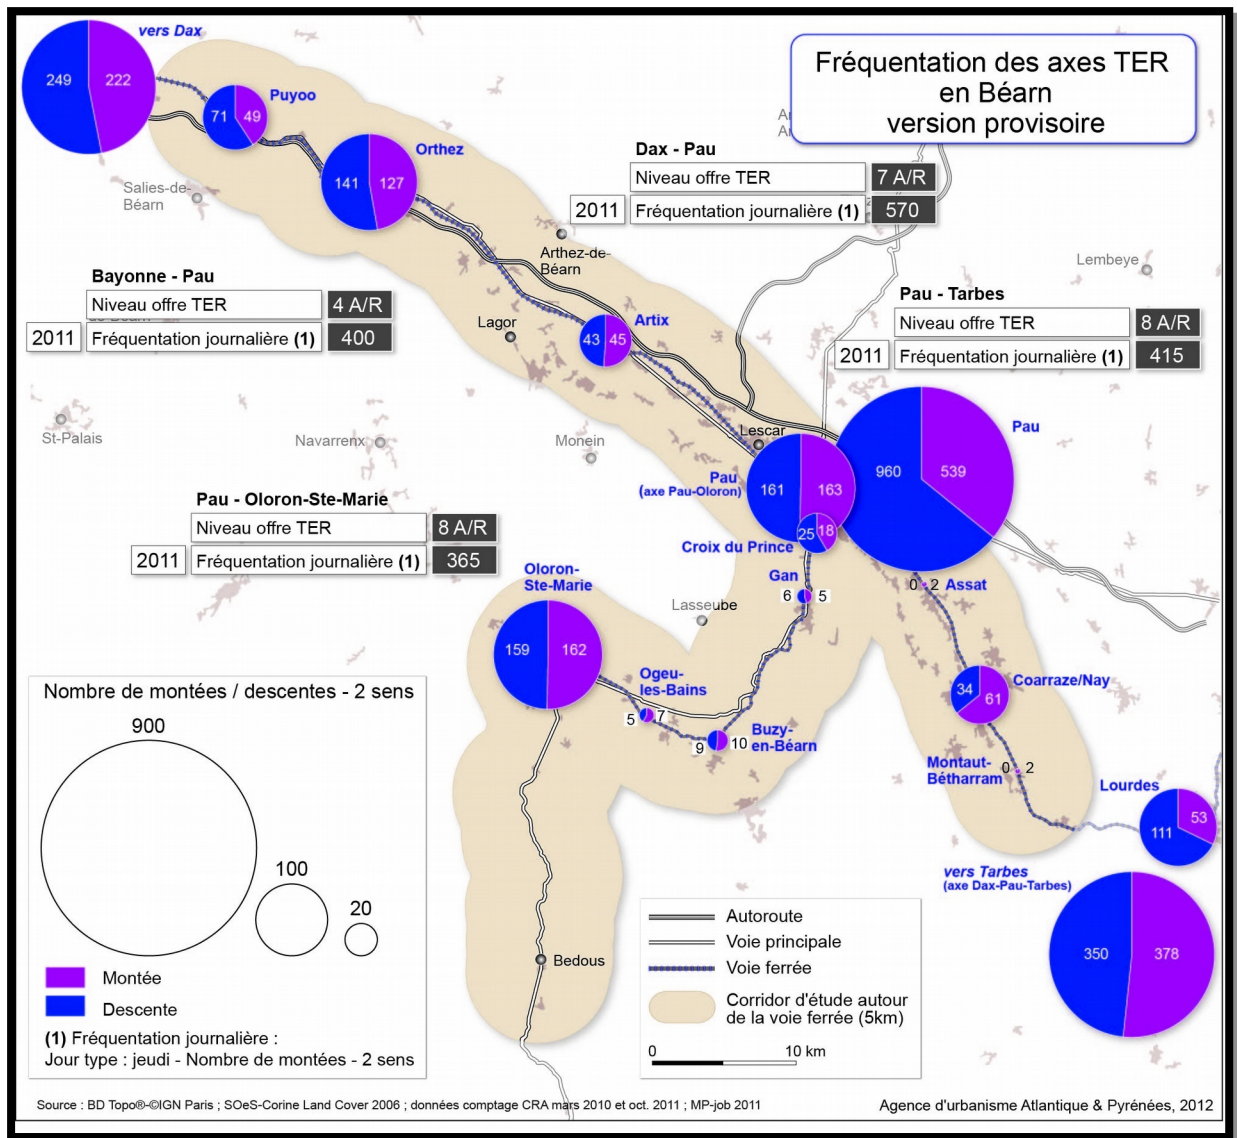 vers Dax
249
222
Fréquentation des axes TER
en Béarn
version provisoire
Puyoo
71
49
Orthez
141
127
Salies-de-
Béarn
Dax - Pau
Niveau offre TER
7 A/R
2011
Fréquentation journalière (1)
570
Arthez-de-
Béarn
Lembeye
Bayonne - Pau
Niveau offre TER
4 A/R
2011
Fréquentation journalière (1)
400
Pau - Tarbes
Niveau offre TER
8 A/R
2011
Fréquentation journalière (1)
415
Lagor
Artix
43
45
St-Palais
Navarrenx
Monein
Lescar
Pau
960
539
Pau
(axe Pau-Oloron)
161
163
Croix du Prince
25
18
Pau - Oloron-Ste-Marie
Niveau offre TER
8 A/R
2011
Fréquentation journalière (1)
365
Oloron-
Ste-Marie
159
162
Gan
6
5
Lasseube
0
2
Assat
Ogeu-
les-Bains
5
7
Buzy-
en-Béarn
9
10
Coarraze/Nay
34
61
Montaut-
Bétharram
0
2
Lourdes
111
53
vers Tarbes
(axe Dax-Pau-Tarbes)
350
378
Bedous
Nombre de montées / descentes - 2 sens
900
100
20
Montée
Descente
(1) Fréquentation journalière :
Jour type : jeudi - Nombre de montées - 2 sens
Autoroute
Voie principale
Voie ferrée
Corridor d'étude autour
de la voie ferrée (5km)
0
10 km
Source : BD Topo®-©IGN Paris ; SOeS-Corine Land Cover 2006 ; données comptage CRA mars 2010 et oct. 2011 ; MP-job 2011
Agence d'urbanisme Atlantique & Pyrénées, 2012